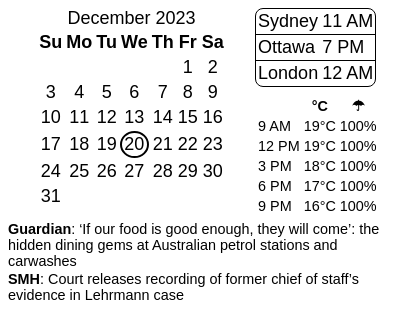 December 2023
Su Mo Tu We Th Fr Sa
1 2
3 4 5 6 7 8 9
10 11 12 13 14 15 16
17 18 19 20 21 22 23
24 25 26 27 28 29 30
31
Sydney 11 AM
Ottawa 7 PM
London 12 AM
°C ☂
9 AM 19°C 100%
12 PM 19°C 100%
3 PM 18°C 100%
6 PM 17°C 100%
9 PM 16°C 100%
Guardian: ‘If our food is good enough, they will come’: the
hidden dining gems at Australian petrol stations and
carwashes
SMH: Court releases recording of former chief of staff’s
evidence in Lehrmann case